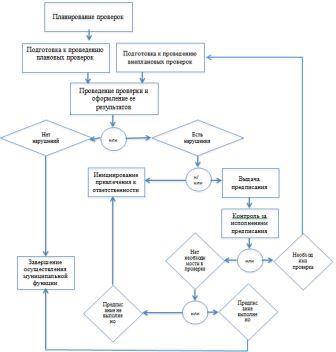 Планирование проверок
Подготовка к проведению
плановых проверок
Подготовка к проведению
внеплановых проверок
Проведение проверки и
оформление ее
результатов
Нет
нарушений
или
Есть
нарушения
Инициирование
привлечения к
ответственности
и/
или
Выдача
предписания
Контроль за
исполнением
предписания
Нет
необходи
мости в
проверке
или
Необход
има
проверка
Завершение
осуществления
муниципальной
функции
Предпис
ание не
выполне
но
или
Предпис
ание
выполне
но